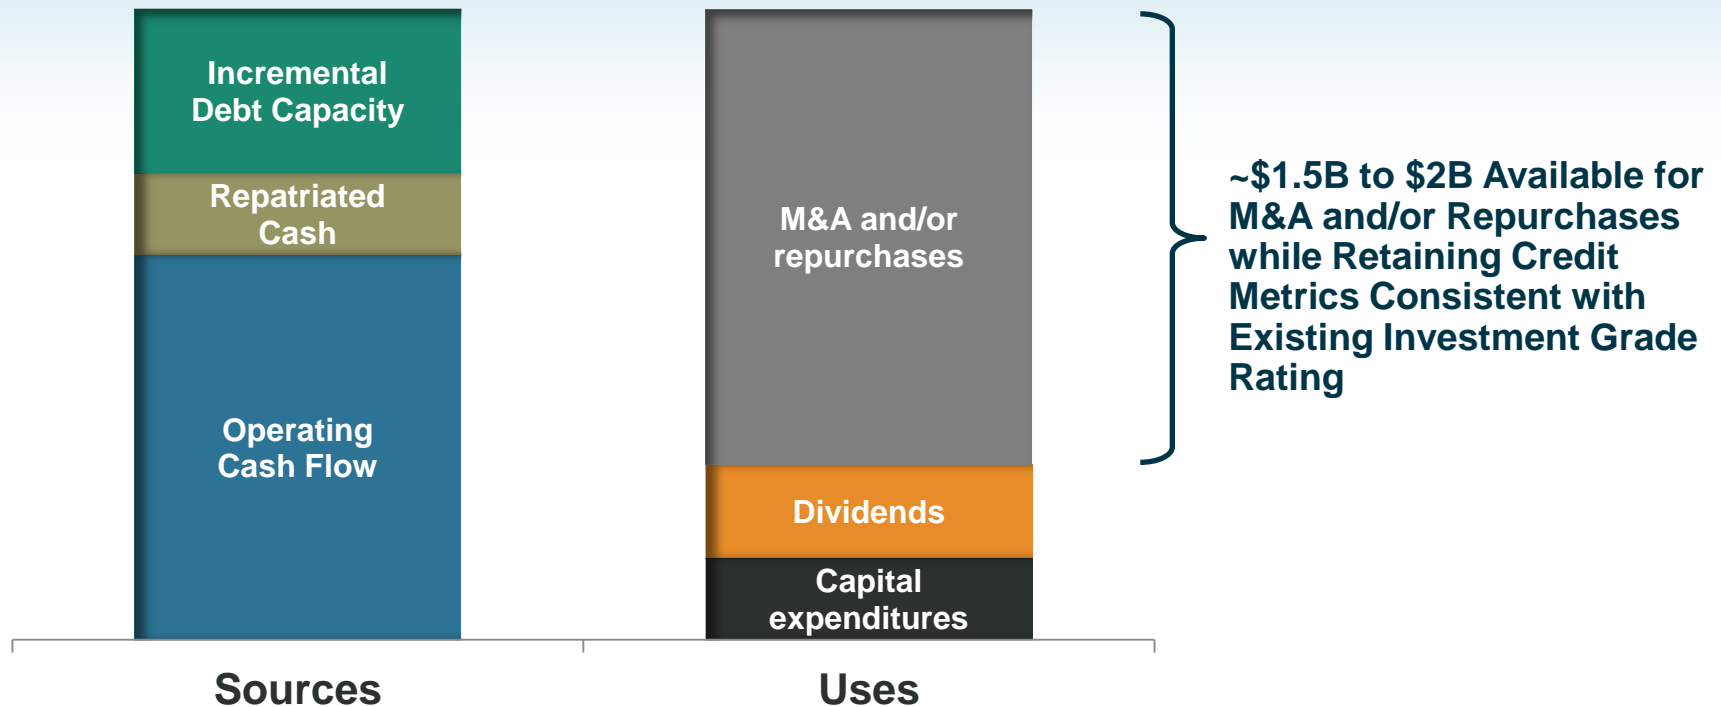 Incremental
Debt Capacity
Repatriated
Cash
Operating
Cash Flow
Sources
M&A and/or
repurchases
Dividends
Capital
expenditures
Uses
~$1.5B to $2B Available for
M&A and/or Repurchases
while Retaining Credit
Metrics Consistent with
Existing Investment Grade
Rating